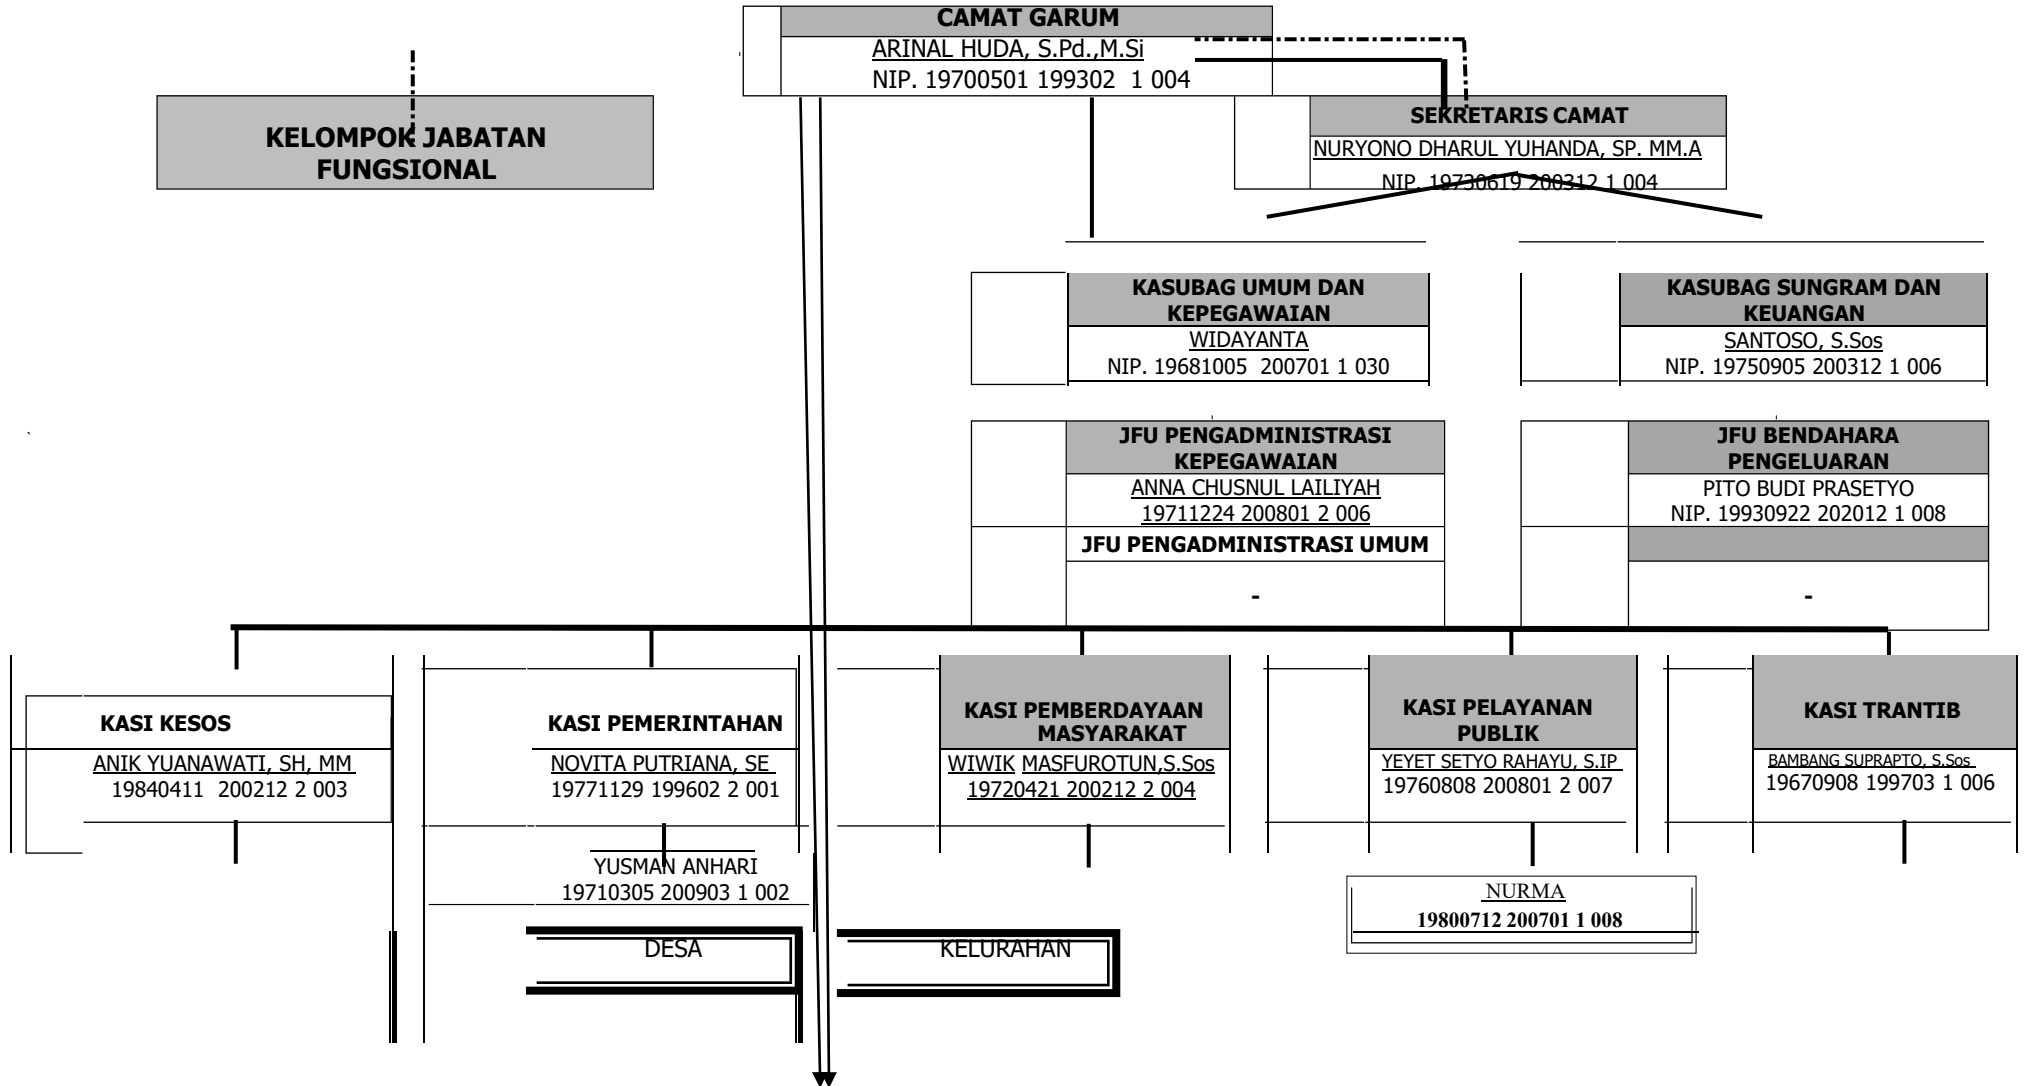 CAMAT GARUM
ARINAL HUDA, S.Pd.,M.Si
NIP. 19700501 199302 1 004
KELOMPOK JABATAN
FUNGSIONAL
SEKRETARIS CAMAT
NURYONO DHARUL YUHANDA, SP. MM.A
NIP. 19730619 200312 1 004
KASUBAG UMUM DAN
KEPEGAWAIAN
WIDAYANTA
NIP. 19681005 200701 1 030
KASUBAG SUNGRAM DAN
KEUANGAN
SANTOSO, S.Sos
NIP. 19750905 200312 1 006
JFU PENGADMINISTRASI
KEPEGAWAIAN
ANNA CHUSNUL LAILIYAH
19711224 200801 2 006
JFU PENGADMINISTRASI UMUM
-
JFU BENDAHARA
PENGELUARAN
PITO BUDI PRASETYO
NIP. 19930922 202012 1 008
-
KASI KESOS
ANIK YUANAWATI, SH, MM
19840411 200212 2 003
KASI PEMERINTAHAN
NOVITA PUTRIANA, SE
19771129 199602 2 001
YUSMAN ANHARI
19710305 200903 1 002
KASI PEMBERDAYAAN
MASYARAKAT
WIWIK MASFUROTUN,S.Sos
19720421 200212 2 004
KASI PELAYANAN
PUBLIK
YEYET SETYO RAHAYU, S.IP
19760808 200801 2 007
NURMA
19800712 200701 1 008
KASI TRANTIB
BAMBANG SUPRAPTO, S.Sos
19670908 199703 1 006
DESA
KELURAHAN